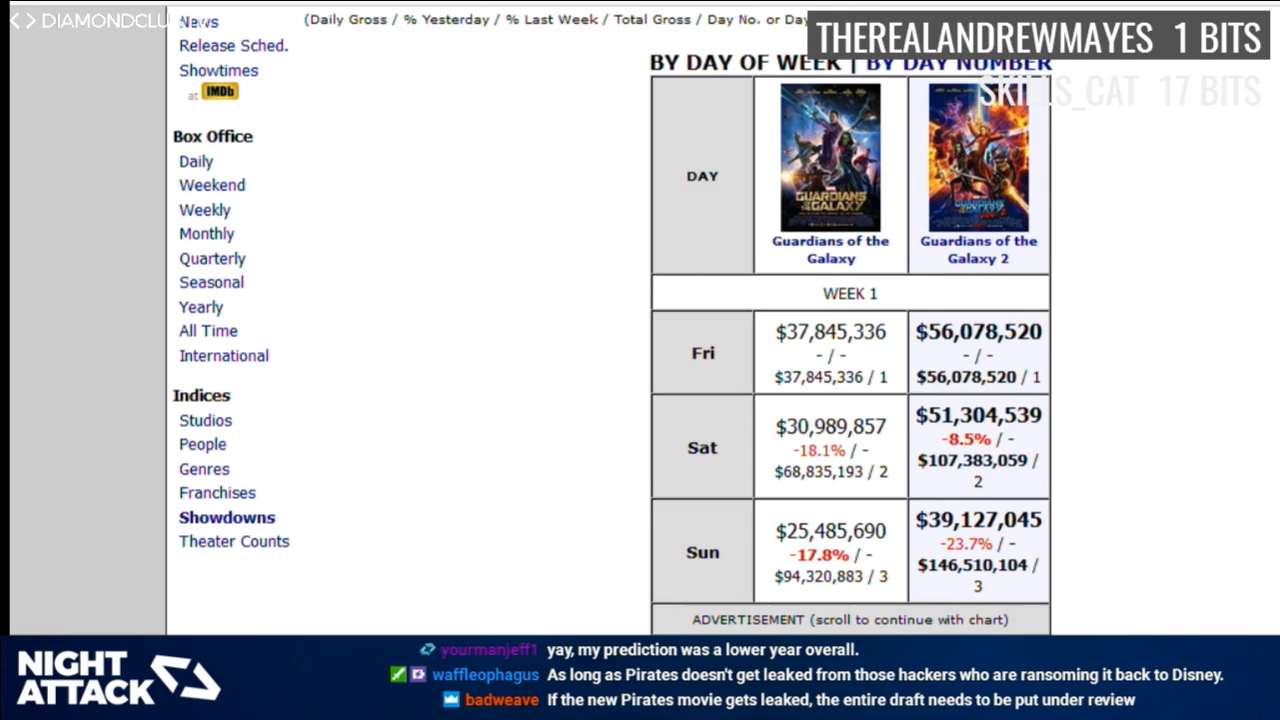 DIAMONDCLU
News
Release Sched.
Showtimes
at IMDb
Box Office
Daily
Weekend
Weekly
Monthly
Quarterly
Seasonal
Yearly
All Time
International
Indices
Studios
People
Genres
Franchises
Showdowns
Theater Counts
(Daily Gross / % Yesterday / % Last Week / Total Gross / Day No. or Day
THEREALANDREWMAYES 1 BITS
SKILLS_CAT 17 BITS
BY DAY OF WEEK | BY DAY NUMBER
DAY
GUARDIANS
OF THE
GALAXY
Guardians of the
Galaxy
Guardians of the
Galaxy 2
WEEK 1
Fri
$37,845,336
- / -
$37,845,336 / 1
$56,078,520
- / -
$56,078,520 / 1
Sat
$30,989,857
-18.1% / -
$68,835,193 / 2
$51,304,539
-8.5% / -
$107,383,059 /
2
Sun
$25,485,690
-17.8% / -
$94,320,883 / 3
$39,127,045
-23.7% / -
$146,510,104 /
3
ADVERTISEMENT (scroll to continue with chart)
NIGHT
ATTACK
yourmanjeff1 yay, my prediction was a lower year overall.
waffleophagus As long as Pirates doesn't get leaked from those hackers who are ransoming it back to Disney.
badweave If the new Pirates movie gets leaked, the entire draft needs to be put under review